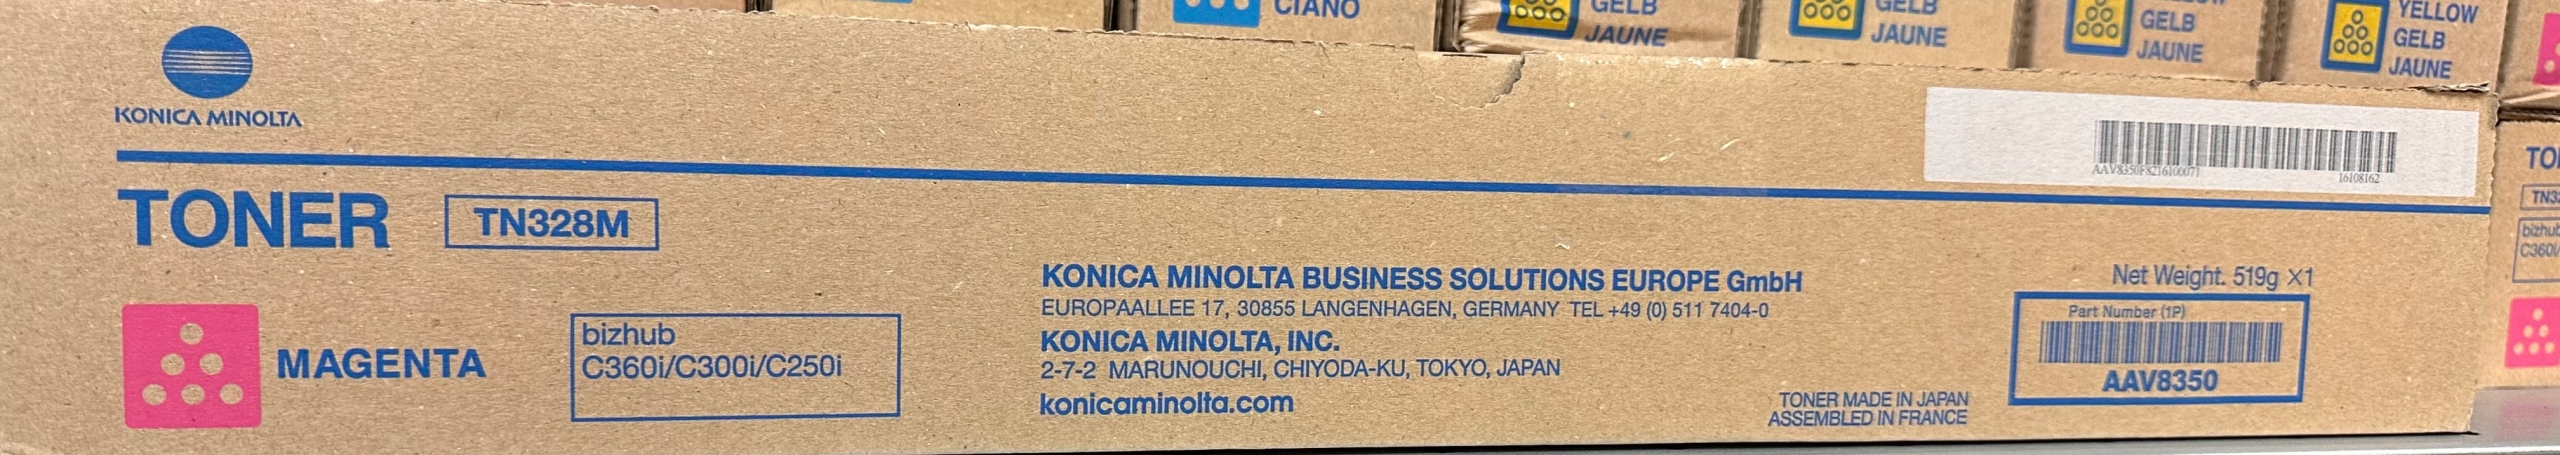 CIANO
GELB
JAUNE
GELB
JAUNE
GELB
JAUNE
YELLOW
GELB
JAUNE
KONICA MINOLTA
AAV8350F8216100071
16108162
TONER
TN328M
MAGENTA
bizhub
C360i/C300i/C250i
KONICA MINOLTA BUSINESS SOLUTIONS EUROPE GmbH
EUROPAALLEE 17, 30855 LANGENHAGEN, GERMANY TEL +49 (0) 511 7404-0
KONICA MINOLTA, INC.
2-7-2 MARUNOUCHI, CHIYODA-KU, TOKYO, JAPAN
konicaminolta.com
TONER MADE IN JAPAN
ASSEMBLED IN FRANCE
Net Weight. 519g X1
Part Number (1P)
AAV8350
bizhub
C360i/